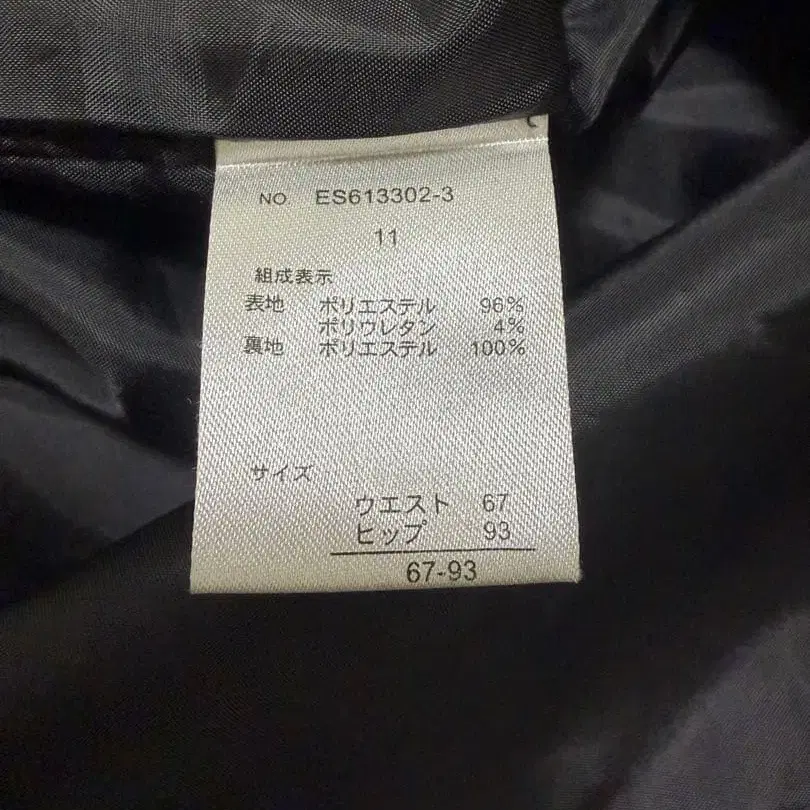 NO ES613302-3
11
組成表示
表地 ポリエステル 96%
ポリウレタン 4%
裏地 ポリエステル 100%
サイズ
ウエスト 67
ヒップ 93
67-93